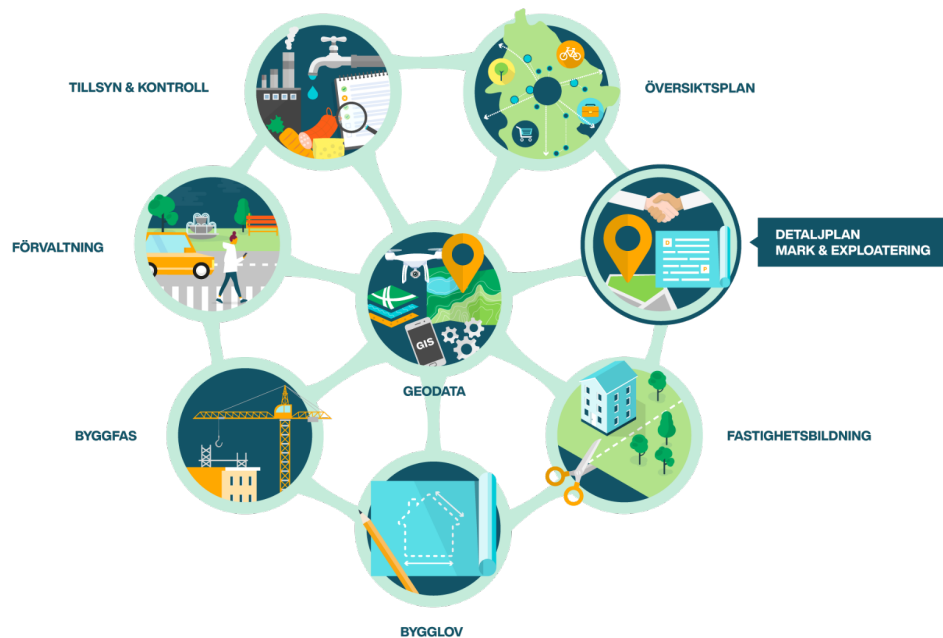 TILLSYN & KONTROLL
ÖVERSIKTSPLAN
FÖRVALTNING
DETALJPLAN
MARK & EXPLOATERING
GIS
GEODATA
BYGGFAS
FASTIGHETSBILDNING
BYGGLOV